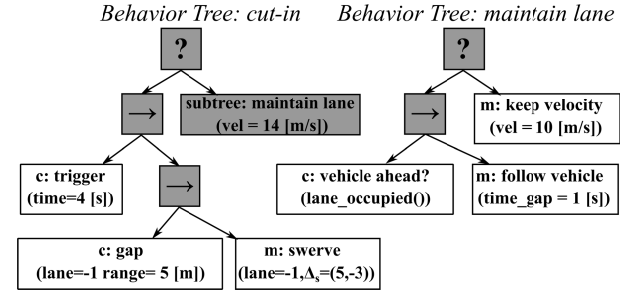 Behavior Tree: cut-in
Behavior Tree: maintain lane
?
?
→
subtree: maintain lane
(vel = 14 [m/s])
→
m: keep velocity
(vel = 10 [m/s])
c: trigger
(time=4 [s])
→
c: vehicle ahead?
(lane_occupied())
m: follow vehicle
(time_gap = 1 [s])
c: gap
(lane=-1 range= 5 [m])
m: swerve
(lane=-1,Δₛ=(5,-3))